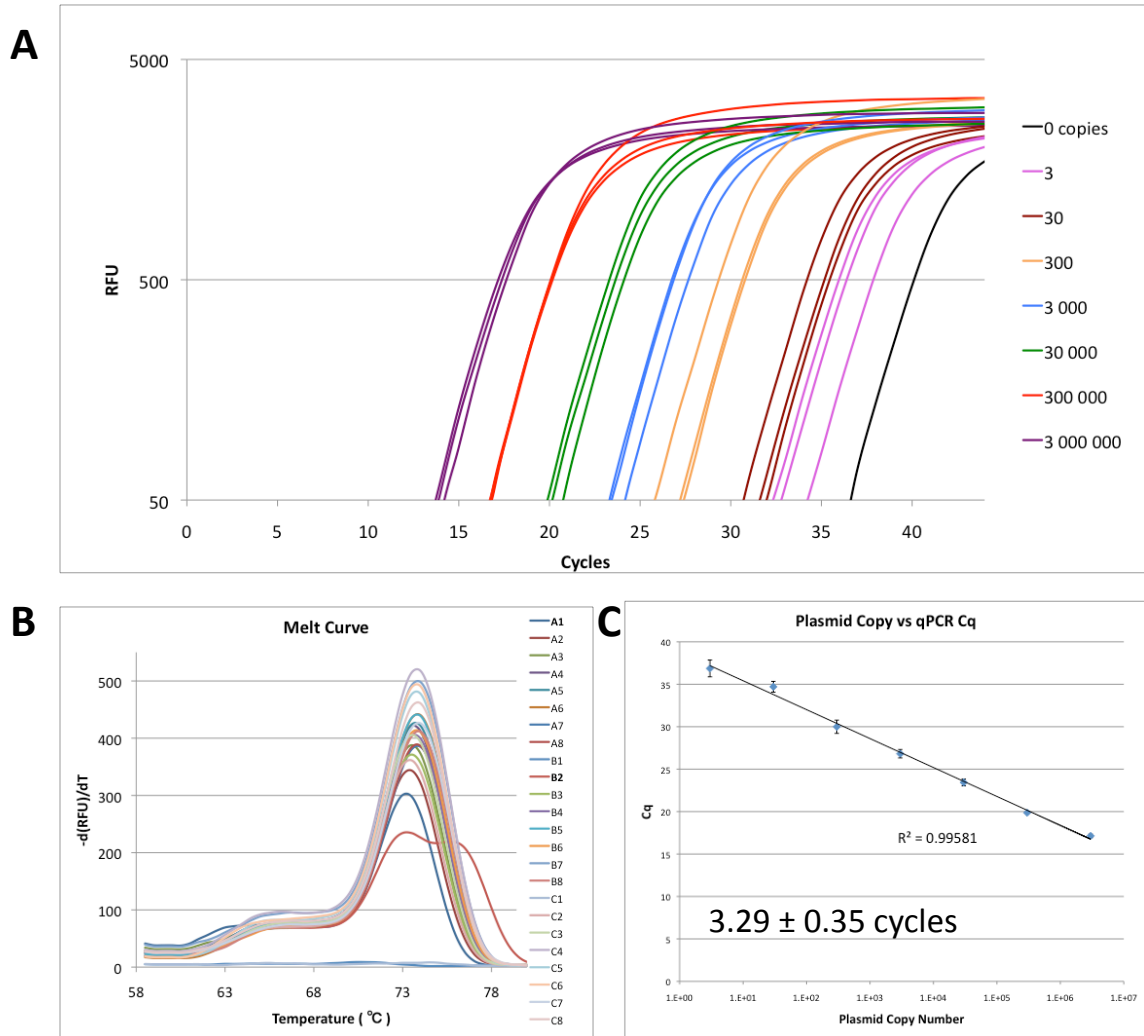 A
5000
500
50
RFU
0 5 10 15 20 25 30 35 40
Cycles
0 copies
3
30
300
3 000
30 000
300 000
3 000 000
B
Melt Curve
500
400
300
200
100
0
-d(RFU)/dT
58 63 68 73 78
Temperature ( °C)
A1
A2
A3
A4
A5
A6
A7
A8
B1
B2
B3
B4
B5
B6
B7
B8
C1
C2
C3
C4
C5
C6
C7
C8
C
Plasmid Copy vs qPCR Cq
40
35
30
25
20
15
10
5
0
Cq
R² = 0.99581
3.29 ± 0.35 cycles
1.E+00 1.E+01 1.E+02 1.E+03 1.E+04 1.E+05 1.E+06 1.E+07
Plasmid Copy Number